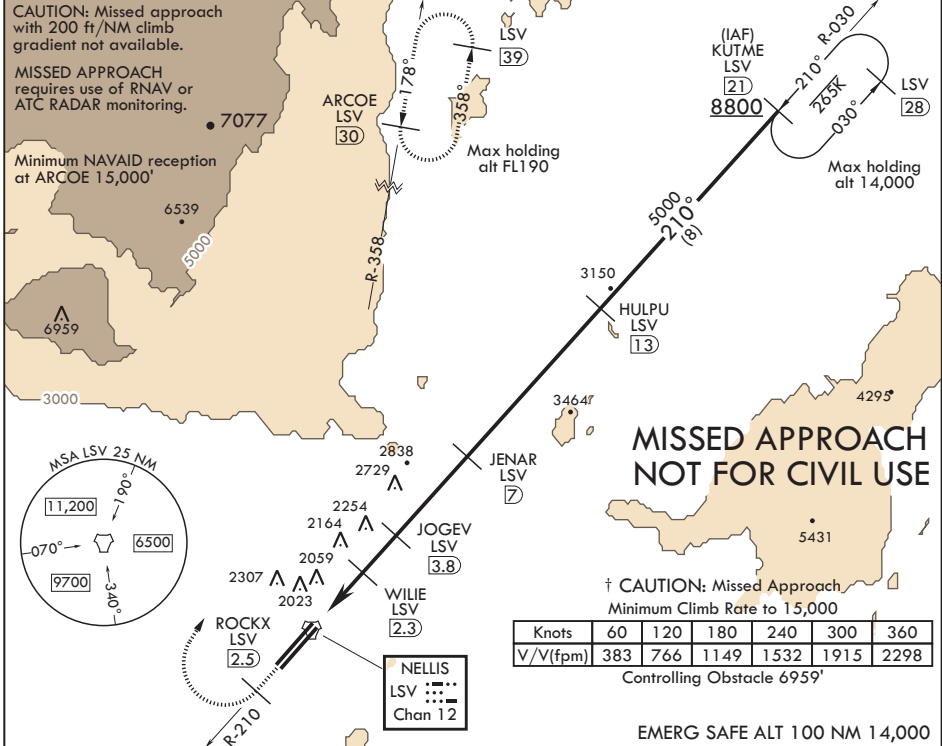 CAUTION: Missed approach
with 200 ft/NM climb
gradient not available.
MISSED APPROACH
requires use of RNAV or
ATC RADAR monitoring.
7077
Minimum NAVAID reception
at ARCOE 15,000'
6539
5000
6959
3000
ARCOE
LSV
30
178°
358°
LSV
39
Max holding
alt FL190
R-358
(IAF)
KUTME
LSV
21
8800
R-030
210°
265K
030°
LSV
28
Max holding
alt 14,000
5000
210°
(8)
3150
HULPU
LSV
13
3464
4295
MISSED APPROACH
NOT FOR CIVIL USE
5431
JENAR
LSV
7
2838
2729
2254
2164
2059
2307
2023
JOGEV
LSV
3.8
WILIE
LSV
2.3
MSA LSV 25 NM
190°
11,200
070°
6500
9700
340°
ROCKX
LSV
2.5
R-210
NELLIS
LSV
Chan 12
† CAUTION: Missed Approach
Minimum Climb Rate to 15,000
Knots 60 120 180 240 300 360
V/V(fpm) 383 766 1149 1532 1915 2298
Controlling Obstacle 6959'
EMERG SAFE ALT 100 NM 14,000